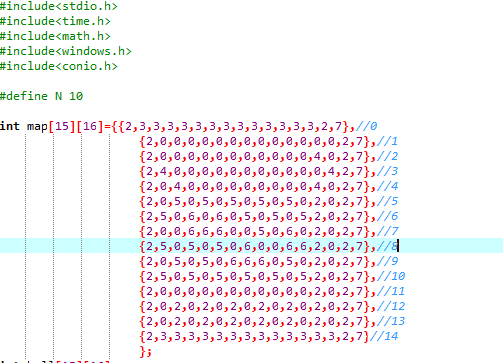 #include<stdio.h>
#include<time.h>
#include<math.h>
#include<windows.h>
#include<conio.h>
#define N 10
int map[15][16]={{2,3,3,3,3,3,3,3,3,3,3,3,3,3,2,7},//0
{2,0,0,0,0,0,0,0,0,0,0,0,0,0,2,7},//1
{2,0,0,0,0,0,0,0,0,0,0,0,4,0,2,7},//2
{2,4,0,0,0,0,0,0,0,0,0,0,0,4,2,7},//3
{2,0,4,0,0,0,0,0,0,0,0,0,4,0,2,7},//4
{2,0,5,0,5,0,5,0,5,0,5,0,0,0,2,7},//5
{2,5,0,6,0,6,0,5,0,5,0,5,2,0,2,7},//6
{2,0,0,6,6,6,0,0,5,0,6,0,2,0,2,7},//7
{2,5,0,5,0,5,0,6,0,0,6,6,2,0,2,7},//8
{2,0,5,0,5,0,6,6,6,0,5,0,2,0,2,7},//9
{2,5,0,5,0,5,0,5,0,5,0,5,2,0,2,7},//10
{2,0,0,0,0,0,0,0,0,0,0,0,2,0,2,7},//11
{2,0,2,0,2,0,2,0,2,0,2,0,2,0,2,7},//12
{2,0,2,0,2,0,2,0,2,0,2,0,2,0,2,7},//13
{2,3,3,3,3,3,3,3,3,3,3,3,3,3,2,7}//14
};